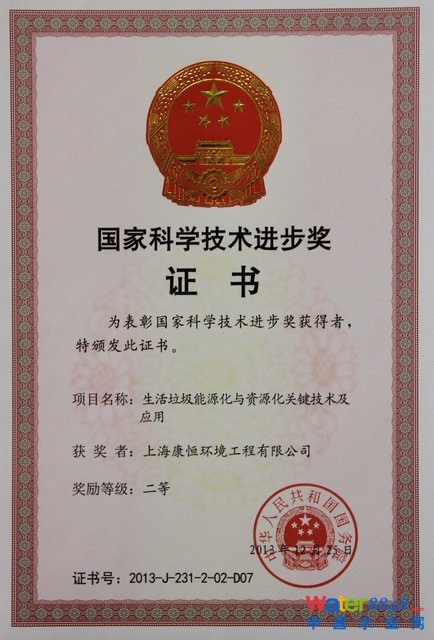 国家科学技术进步奖
证 书
为表彰国家科学技术进步奖获得者，
特颁发此证书。
项目名称：生活垃圾能源化与资源化关键技术及
应用
获 奖 者：上海康恒环境工程有限公司
奖励等级：二等
中华人民共和国国务院
2013年12月25日
证书号：2013-J-231-2-02-D07
Water8848.com
中国水业网